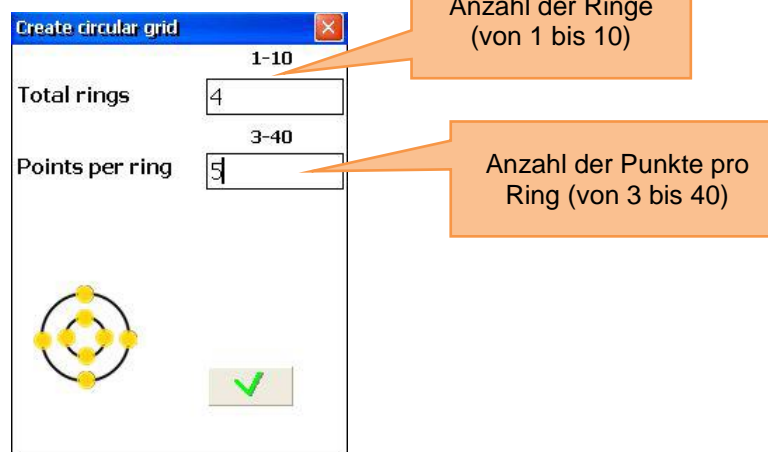 Anzahl der Ringe
(von 1 bis 10)
Create circular grid
1-10
Total rings
4
3-40
Points per ring
5
Anzahl der Punkte pro
Ring (von 3 bis 40)